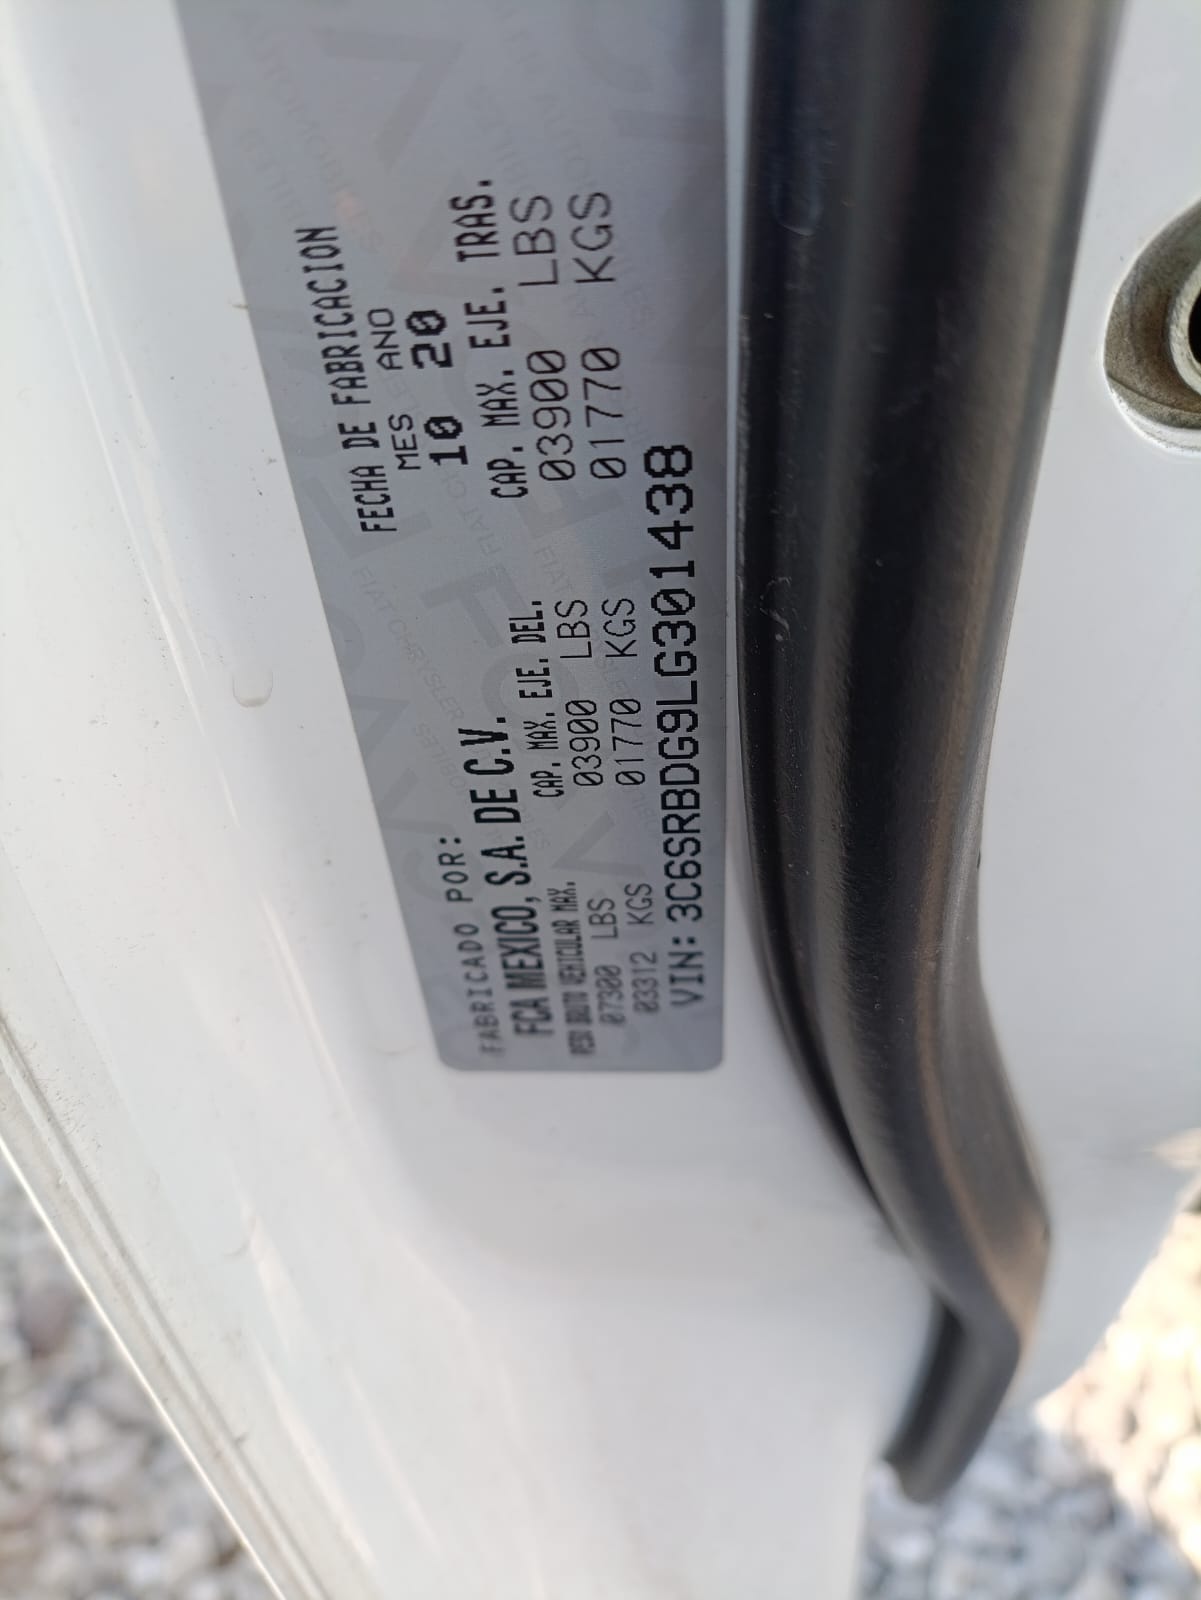 FECHA DE FABRICACION
MES ANO
10 20
FABRICADO POR:
FCA MEXICO, S.A. DE C.V.
PESO BRUTO VEHICULAR MAX.
07300 LBS
03312 KGS
CAP. MAX. EJE. DEL.
03900 LBS
01770 KGS
CAP. MAX. EJE. TRAS.
03900 LBS
01770 KGS
VIN: 3C6SRBDG9LG301438